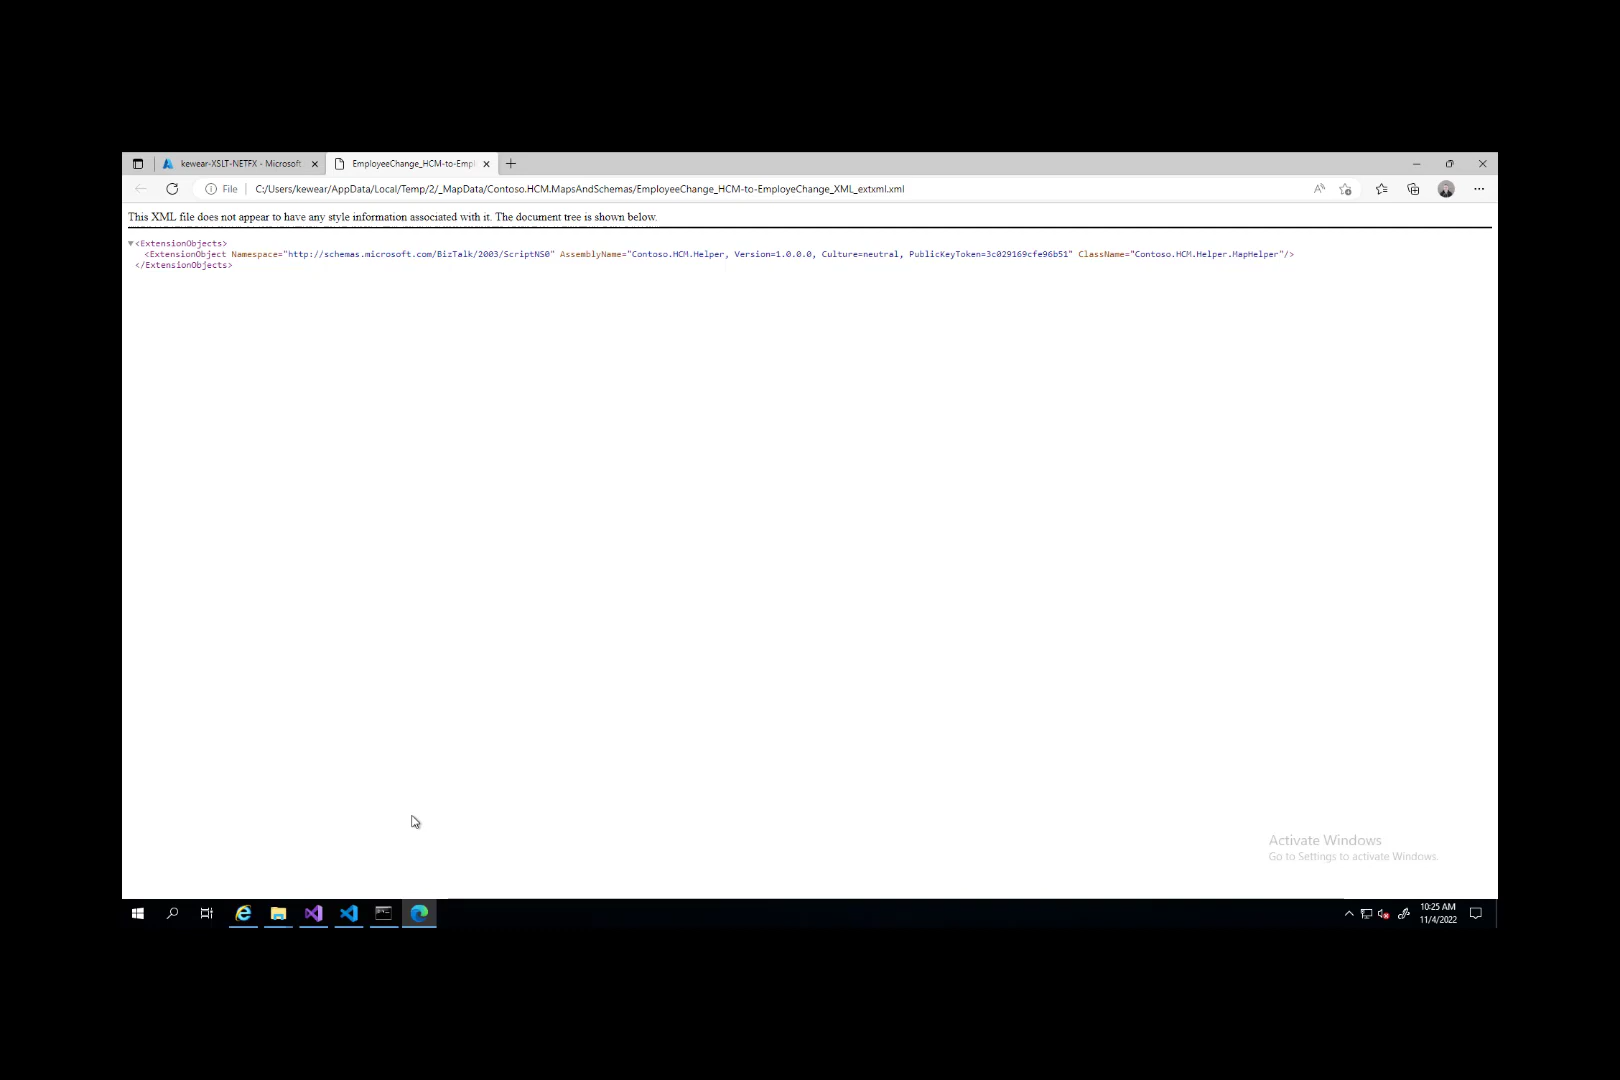 kewear-XSLT-NETFX - Microsoft
EmployeeChange_HCM-to-Empl
File
C:/Users/kewear/AppData/Local/Temp/2/_MapData/Contoso.HCM.MapsAndSchemas/EmployeeChange_HCM-to-EmployeChange_XML_extxml.xml
This XML file does not appear to have any style information associated with it. The document tree is shown below.
<ExtensionObjects>
<ExtensionObject Namespace="http://schemas.microsoft.com/BizTalk/2003/ScriptNS0" AssemblyName="Contoso.HCM.Helper, Version=1.0.0.0, Culture=neutral, PublicKeyToken=3c029169cfe96b51" ClassName="Contoso.HCM.Helper.MapHelper"/>
</ExtensionObjects>
Activate Windows
Go to Settings to activate Windows.
10:25 AM
11/4/2022